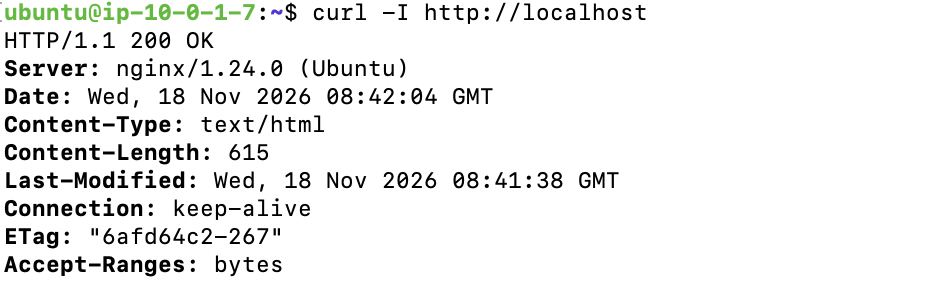 [ubuntu@ip-10-0-1-7:~$ curl -I http://localhost
HTTP/1.1 200 OK
Server: nginx/1.24.0 (Ubuntu)
Date: Wed, 18 Nov 2026 08:42:04 GMT
Content-Type: text/html
Content-Length: 615
Last-Modified: Wed, 18 Nov 2026 08:41:38 GMT
Connection: keep-alive
ETag: "6afd64c2-267"
Accept-Ranges: bytes